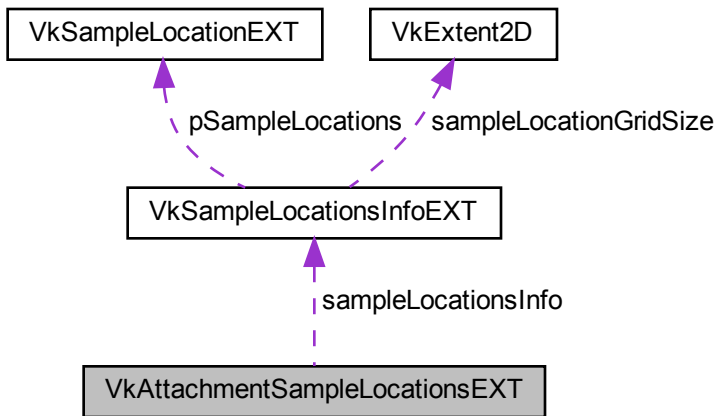 VkSampleLocationEXT
VkExtent2D
pSampleLocations
sampleLocationGridSize
VkSampleLocationsInfoEXT
sampleLocationsInfo
VkAttachmentSampleLocationsEXT